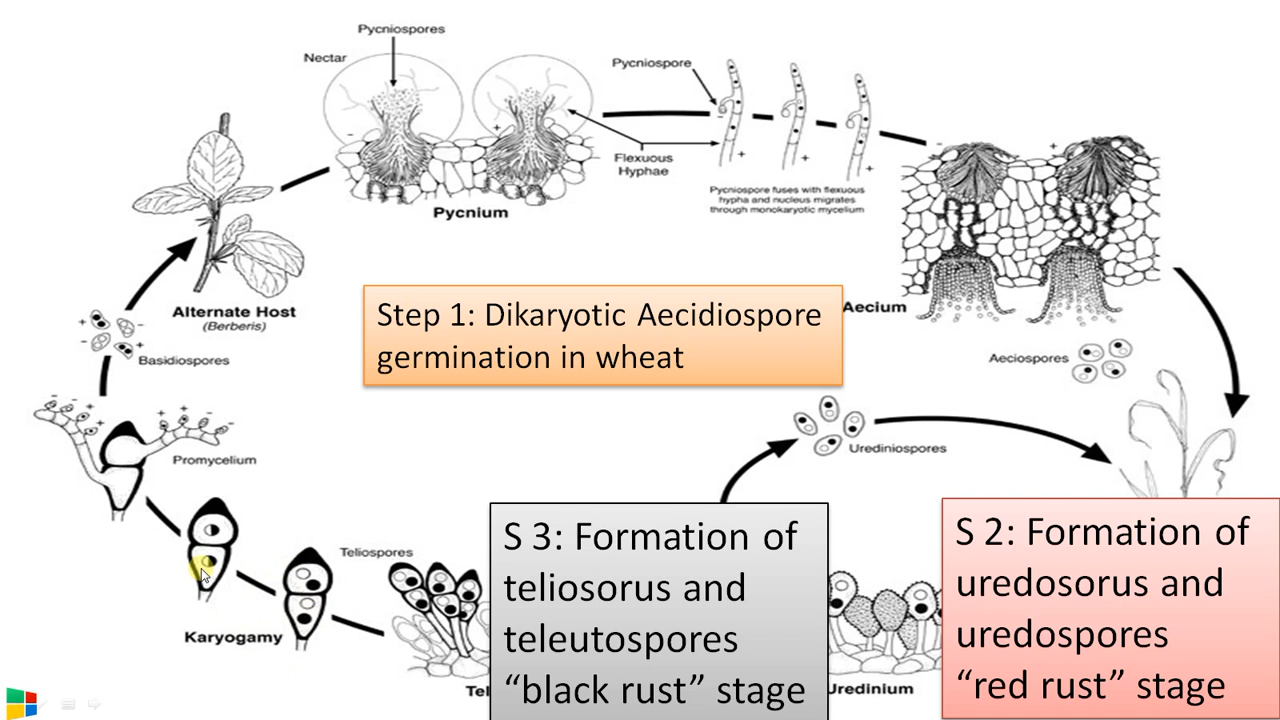 Pycniospores
Nectar
Pycniospore
-
+
Flexuous
Hyphae
Pycnium
-
+
+
+
Pycniospore fuses with flexuous
hypha and nucleus migrates
through monokaryotic mycelium
-
+
Alternate Host
(Berberis)
Step 1: Dikaryotic Aecidiospore
germination in wheat
Aecium
Aeciospores
+
-
-
+
Basidiospores
Urediniospores
- - + + + + - -
Promycelium
Teliospores
Karyogamy
S 3: Formation of
teliosorus and
teleutospores
“black rust” stage
S 2: Formation of
uredosorus and
uredospores
“red rust” stage
Tel
Uredinium